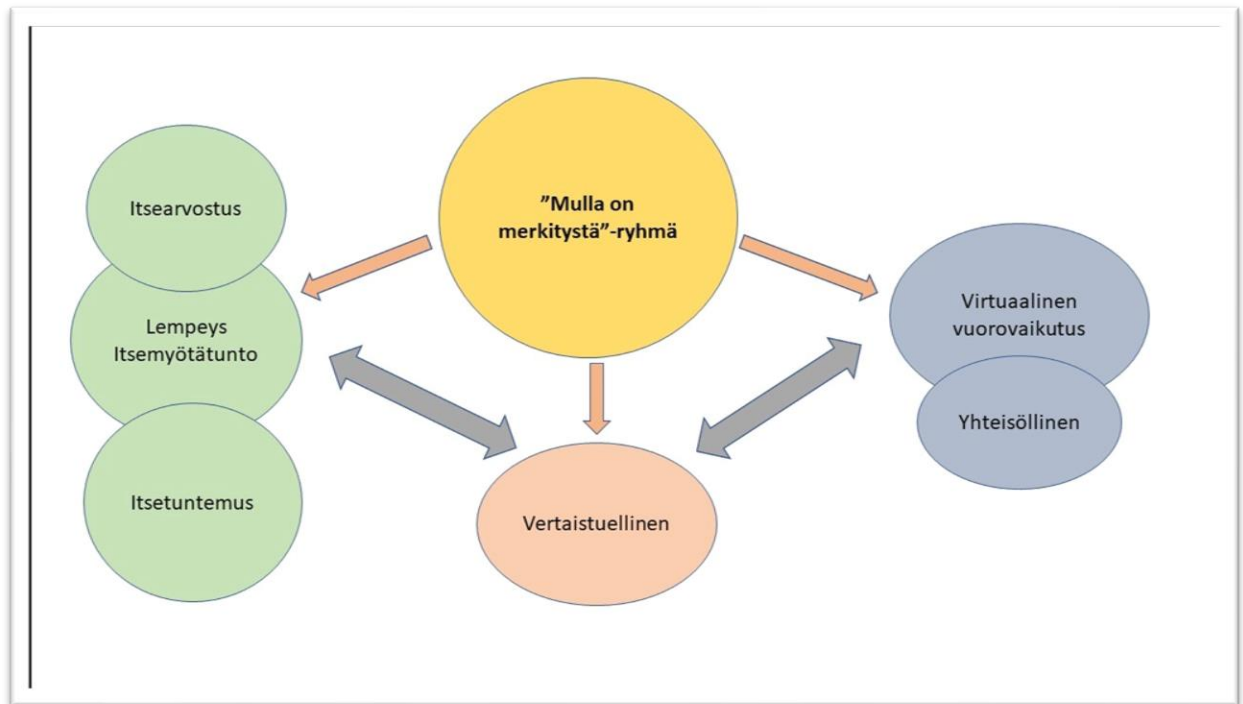 ”Mulla on
merkitystä”-ryhmä
Itsearvostus
Lempeys
Itsemyötätunto
Itsetuntemus
Vertaistuellinen
Virtuaalinen
vuorovaikutus
Yhteisöllinen